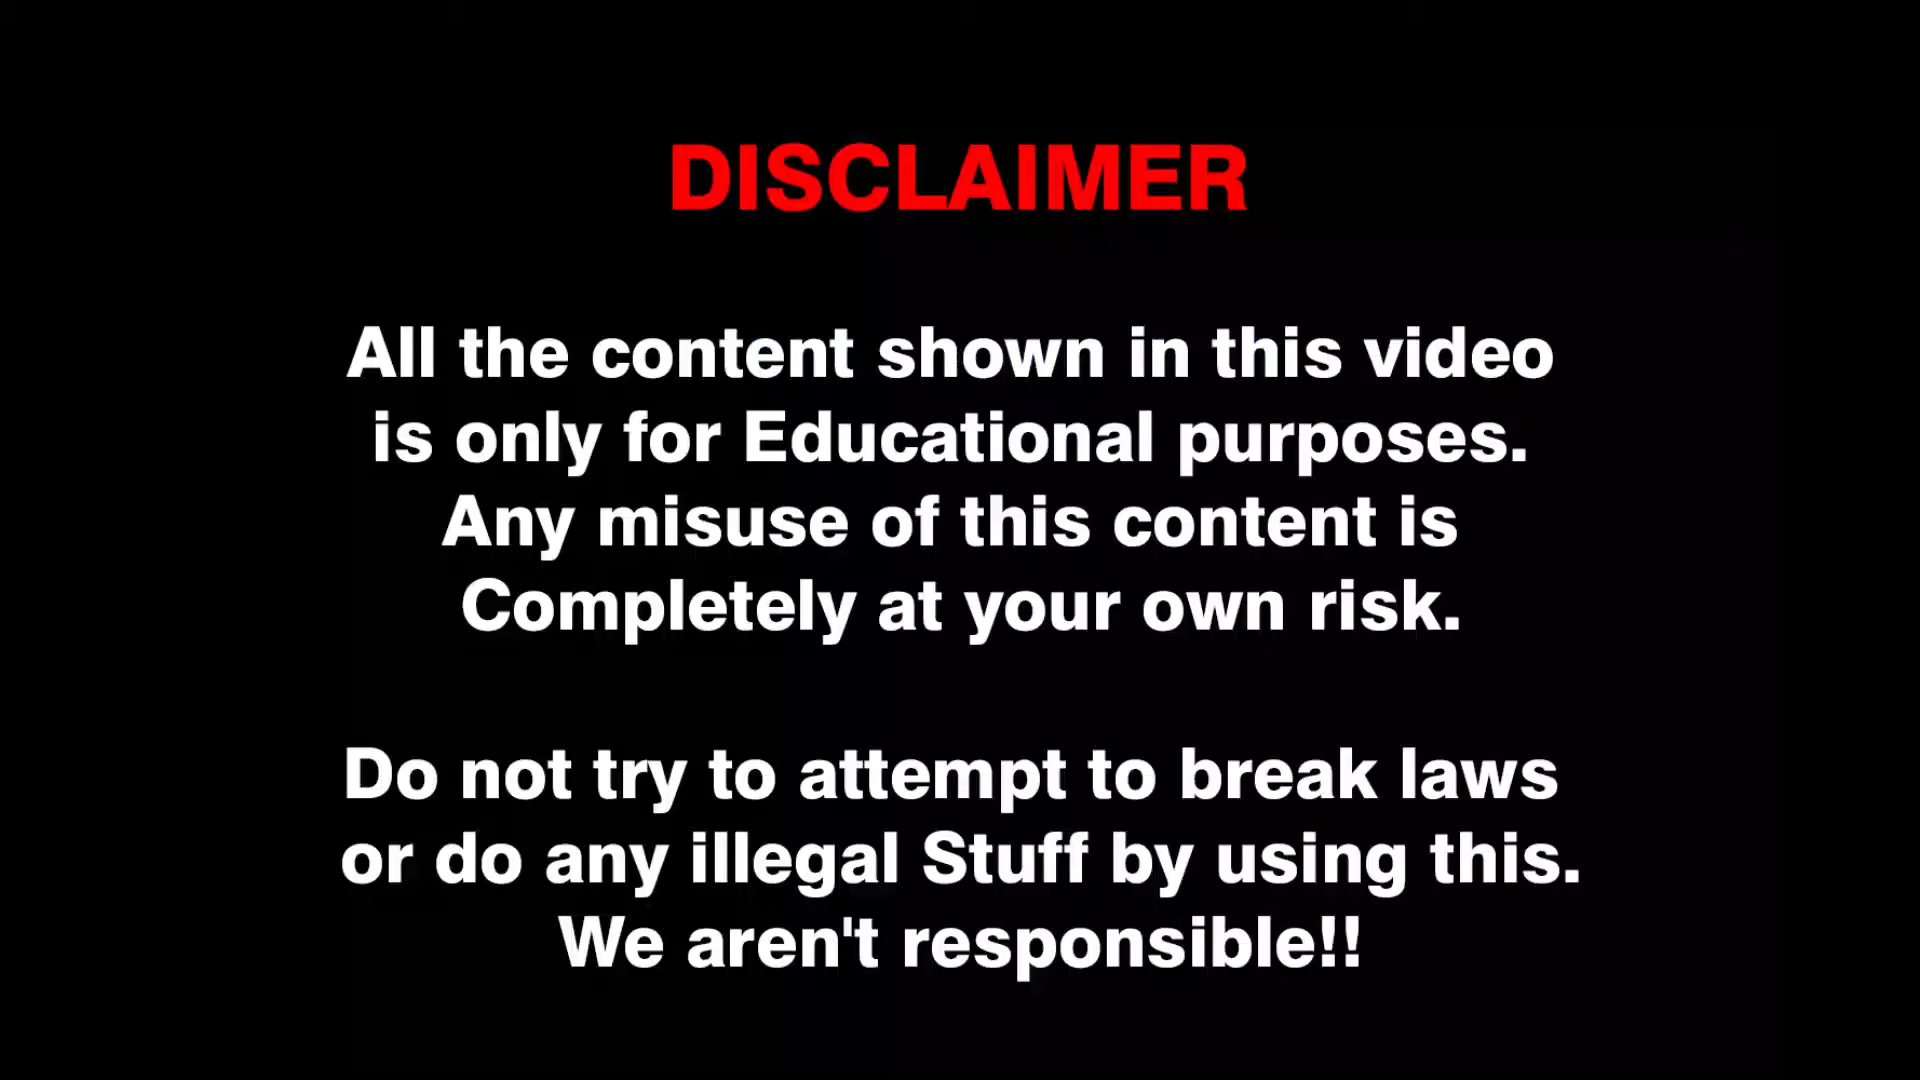 DISCLAIMER
All the content shown in this video
is only for Educational purposes.
Any misuse of this content is
Completely at your own risk.
Do not try to attempt to break laws
or do any illegal Stuff by using this.
We aren't responsible!!